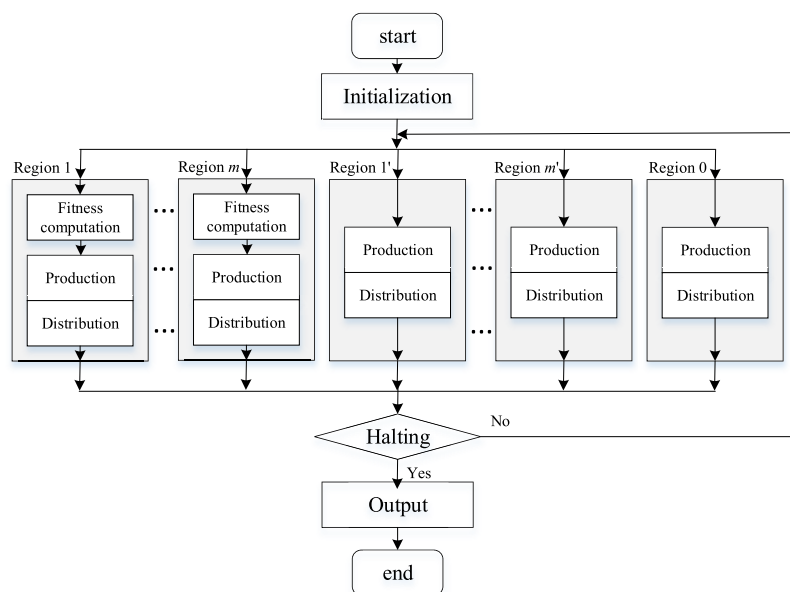 start
Initialization
Region 1
Region m
Region 1'
Region m'
Region 0
Fitness
computation
...
Fitness
computation
...
Production
Distribution
...
...
Production
Distribution
Production
Distribution
...
...
Production
Distribution
Production
Distribution
Halting
No
Yes
Output
end